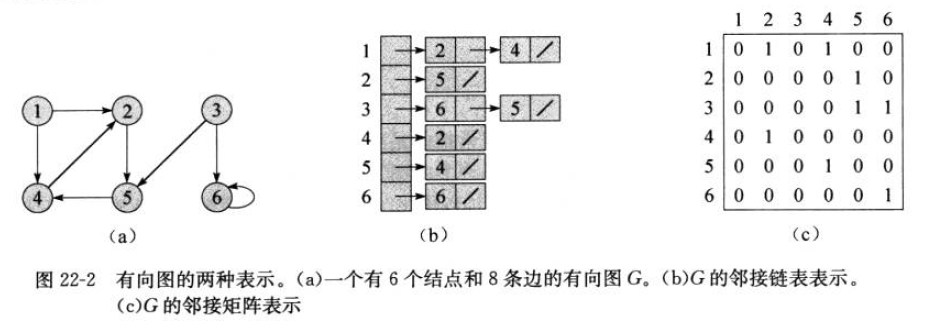 1 2 3 4 5 6
1 2 4 / 1 0 1 0 1 0 0
2 5 / 2 0 0 0 0 1 0
1 2 3 3 6 5 / 3 0 0 0 0 1 1
4 2 / 4 0 1 0 0 0 0
5 4 / 5 0 0 0 1 0 0
4 5 6 6 6 / 6 0 0 0 0 0 1
(a) (b) (c)
图 22-2 有向图的两种表示。(a)一个有 6 个结点和 8 条边的有向图 G。(b)G 的邻接链表表示。
(c)G 的邻接矩阵表示